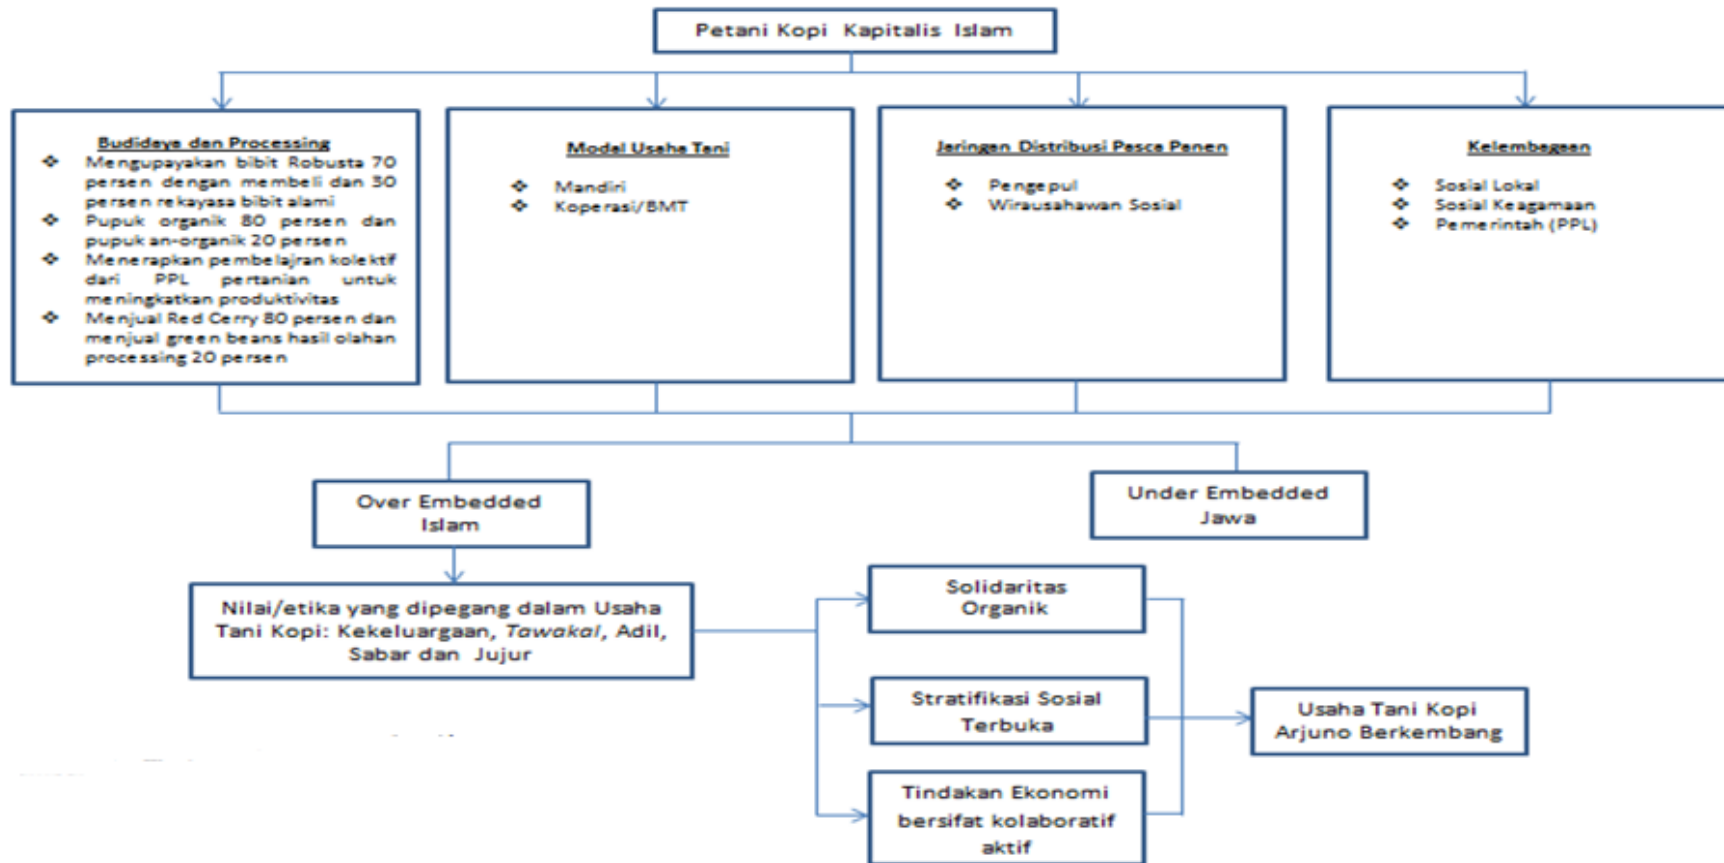 Petani Kopi Kapitalis Islam
Budidaya dan Processing
❖ Mengupayakan bibit Robusta 70
persen dengan membeli dan 30
persen rekayasa bibit alami
❖ Pupuk organik 80 persen dan
pupuk an-organik 20 persen
❖ Menerapkan pembelajran kolektif
dari PPL pertanian untuk
meningkatkan produktivitas
❖ Menjual Red Cerry 80 persen dan
menjual green beans hasil olahan
processing 20 persen
Modal Usaha Tani
❖ Mandiri
❖ Koperasi/BMT
Jaringan Distribusi Pasca Panen
❖ Pengepul
❖ Wirausahawan Sosial
Kelembagaan
❖ Sosial Lokal
❖ Sosial Keagamaan
❖ Pemerintah (PPL)
Over Embedded
Islam
Under Embedded
Jawa
Nilai/etika yang dipegang dalam Usaha
Tani Kopi: Kekeluargaan, Tawakal, Adil,
Sabar dan Jujur
Solidaritas
Organik
Stratifikasi Sosial
Terbuka
Tindakan Ekonomi
bersifat kolaboratif
aktif
Usaha Tani Kopi
Arjuno Berkembang